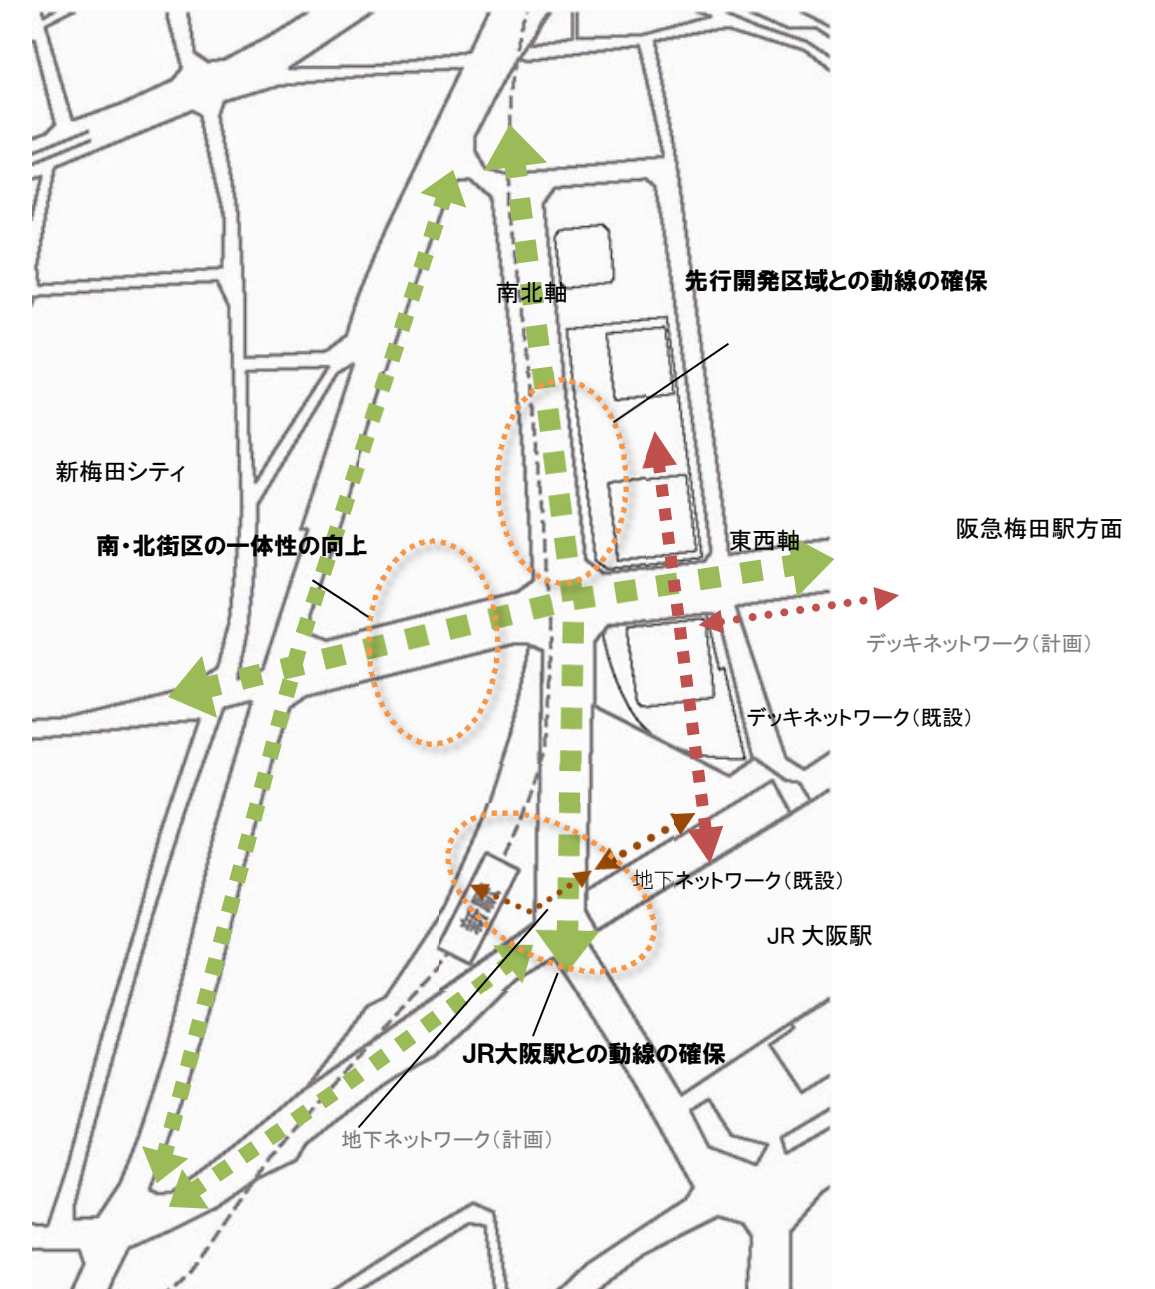 南北軸
先行開発区域との動線の確保
新梅田シティ
阪急梅田駅方面
東西軸
南・北街区の一体性の向上
デッキネットワーク（計画）
デッキネットワーク（既設）
地下ネットワーク（既設）
JR 大阪駅
JR大阪駅との動線の確保
地下ネットワーク（計画）